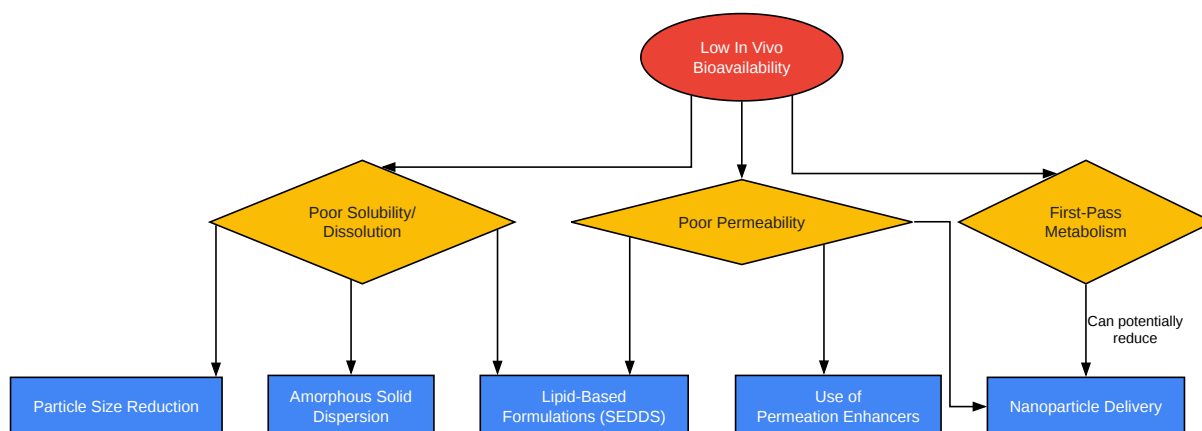 Low In Vivo
Bioavailability
Poor Solubility/
Dissolution
Poor Permeability
First-Pass
Metabolism
Can potentially
reduce
Particle Size Reduction
Amorphous Solid
Dispersion
Lipid-Based
Formulations (SEDDS)
Use of
Permeation Enhancers
Nanoparticle Delivery